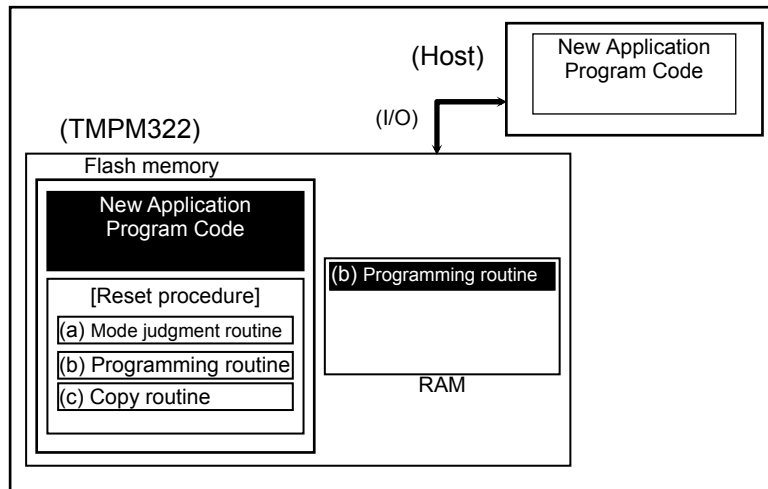 (Host)
New Application
Program Code
(I/O)
(TMPM322)
Flash memory
New Application
Program Code
[Reset procedure]
(a) Mode judgment routine
(b) Programming routine
(c) Copy routine
(b) Programming routine
RAM